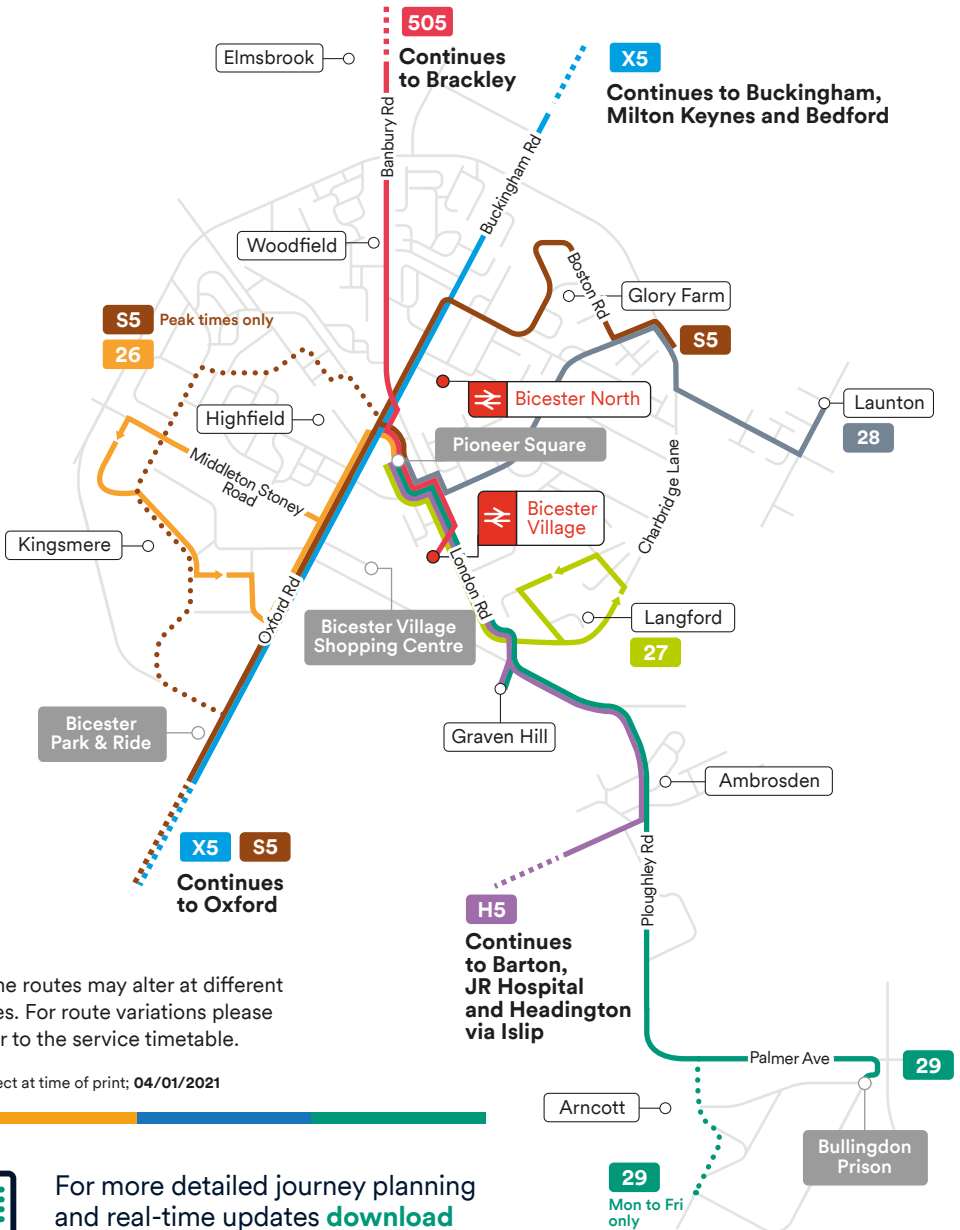 505
Continues
to Brackley
X5
Continues to Buckingham,
Milton Keynes and Bedford
Elmsbrook
Banbury Rd
Buckingham Rd
Woodfield
Boston Rd
Glory Farm
S5 Peak times only
26
S5
Highfield
Bicester North
Launton
28
Pioneer Square
Middleton Stoney
Road
Charbridge Lane
Bicester
Village
Kingsmere
London Rd
Oxford Rd
Bicester Village
Shopping Centre
Langford
27
Bicester
Park & Ride
Graven Hill
Ambrosden
X5 S5
Continues
to Oxford
Ploughley Rd
H5
Continues
to Barton,
JR Hospital
and Headington
via Islip
ne routes may alter at different
es. For route variations please
r to the service timetable.
ect at time of print; 04/01/2021
Palmer Ave
29
Arncott
Bullingdon
Prison
29
Mon to Fri
only
For more detailed journey planning
and real-time updates download